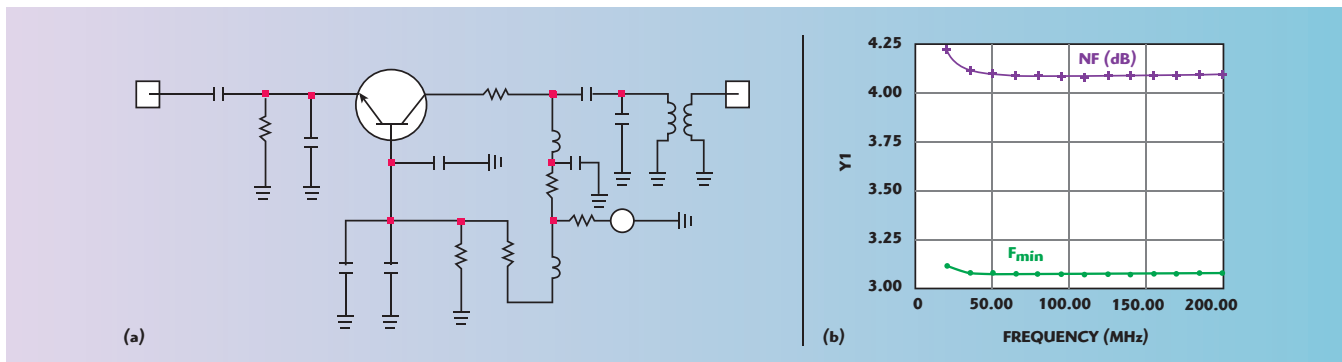 (a)
4.25
4.00
3.75
3.50
3.25
3.00
Y1
NF (dB)
Fmin
0 50.00 100.00 150.00 200.00
FREQUENCY (MHz)
(b)